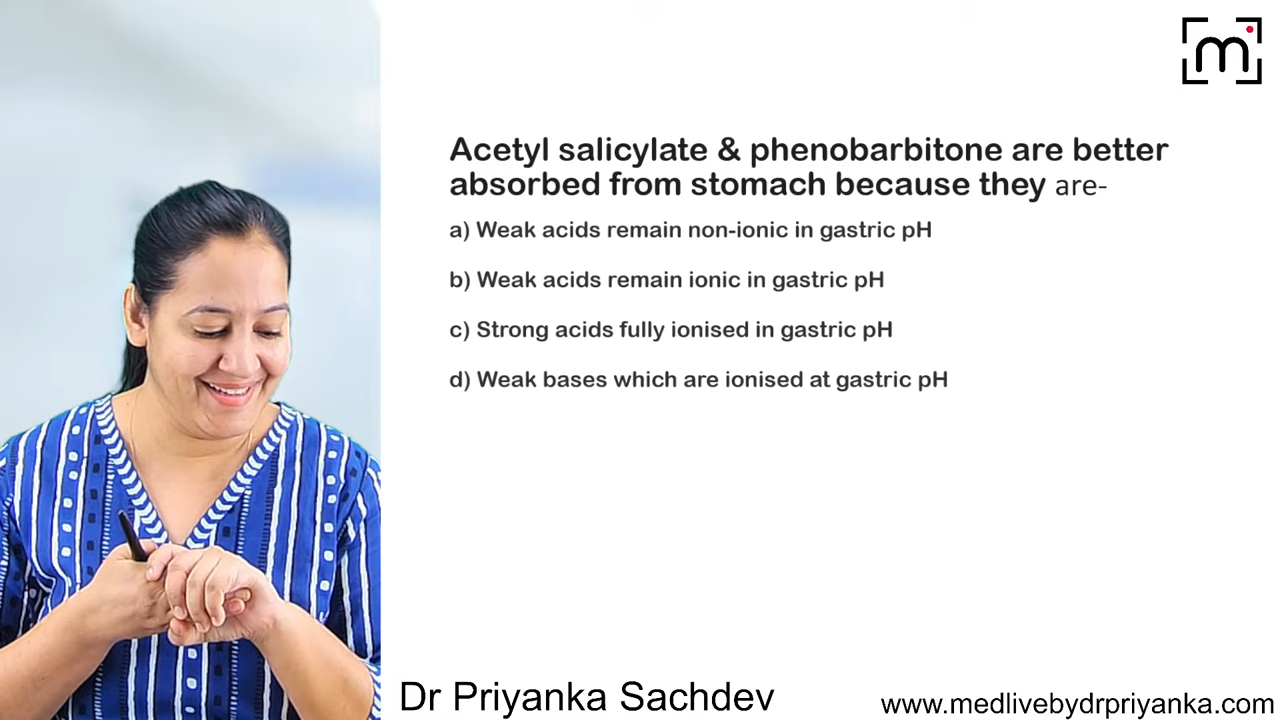 m
Acetyl salicylate & phenobarbitone are better
absorbed from stomach because they are-
a) Weak acids remain non-ionic in gastric pH
b) Weak acids remain ionic in gastric pH
c) Strong acids fully ionised in gastric pH
d) Weak bases which are ionised at gastric pH
Dr Priyanka Sachdev
www.medlivebydrpriyanka.com